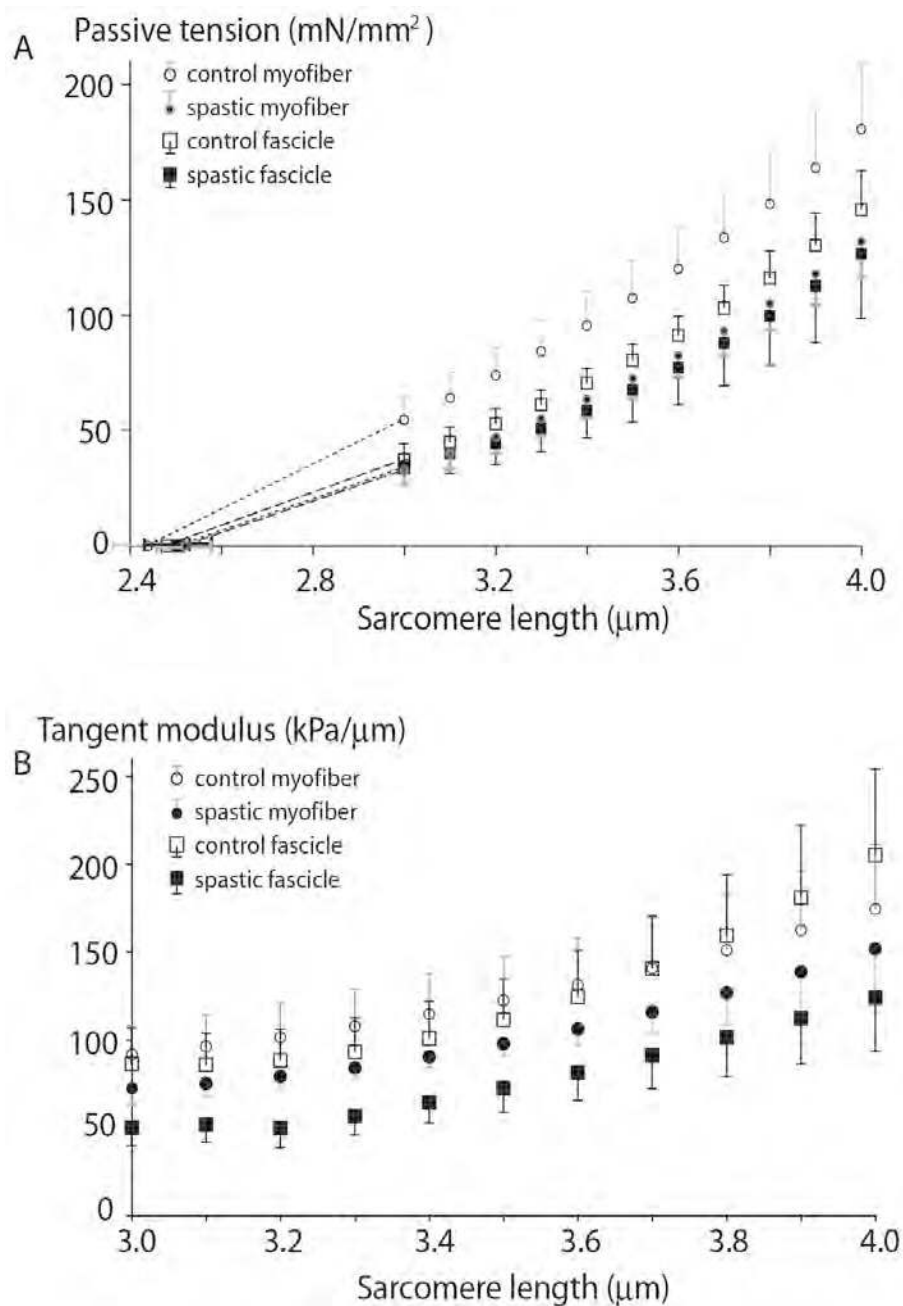 A
Passive tension (mN/mm²)
control myofiber
spastic myofiber
control fascicle
spastic fascicle
200
150
100
50
0
2.4 2.8 3.2 3.6 4.0
Sarcomere length (μm)
Tangent modulus (kPa/μm)
B
control myofiber
spastic myofiber
control fascicle
spastic fascicle
250
200
150
100
50
0
3.0 3.2 3.4 3.6 3.8 4.0
Sarcomere length (μm)